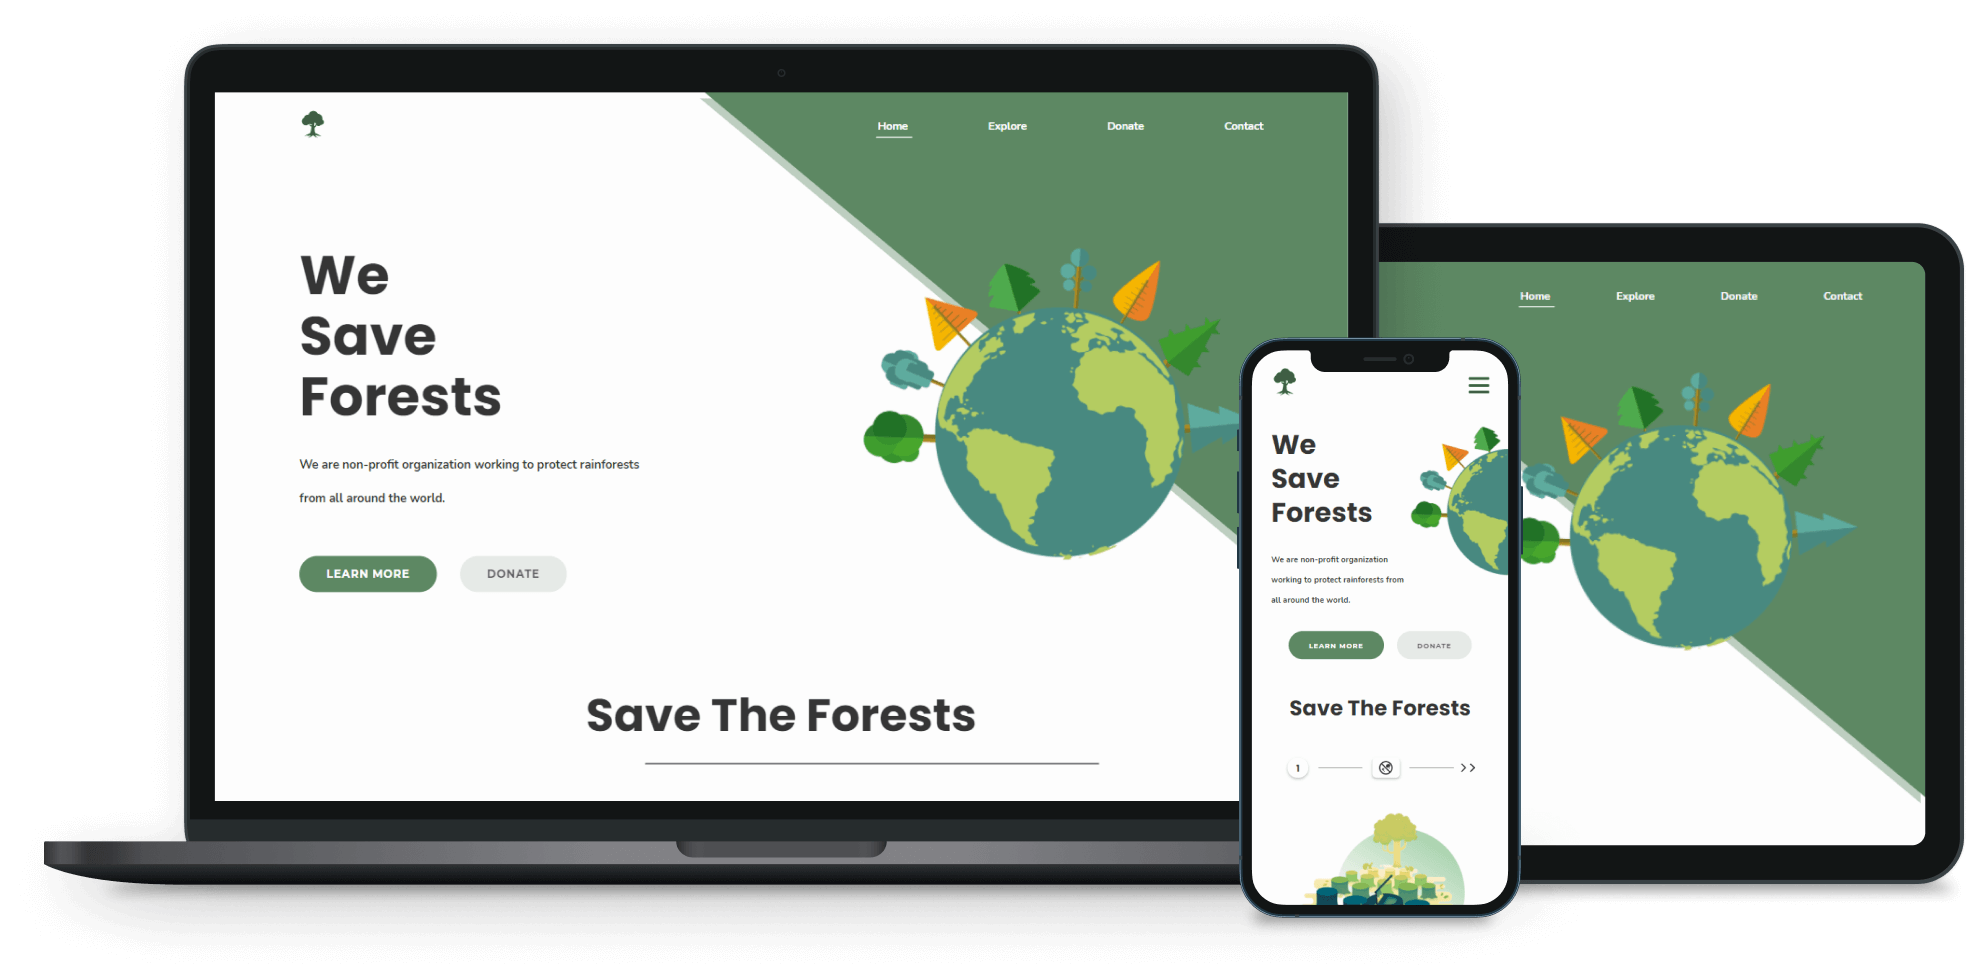 Home Explore Donate Contact
We
Save
Forests
We are non-profit organization working to protect rainforests
from all around the world.
LEARN MORE DONATE
Save The Forests
Home Explore Donate Contact
We
Save
Forests
We are non-profit organization
working to protect rainforests from
all around the world.
LEARN MORE DONATE
Save The Forests
1